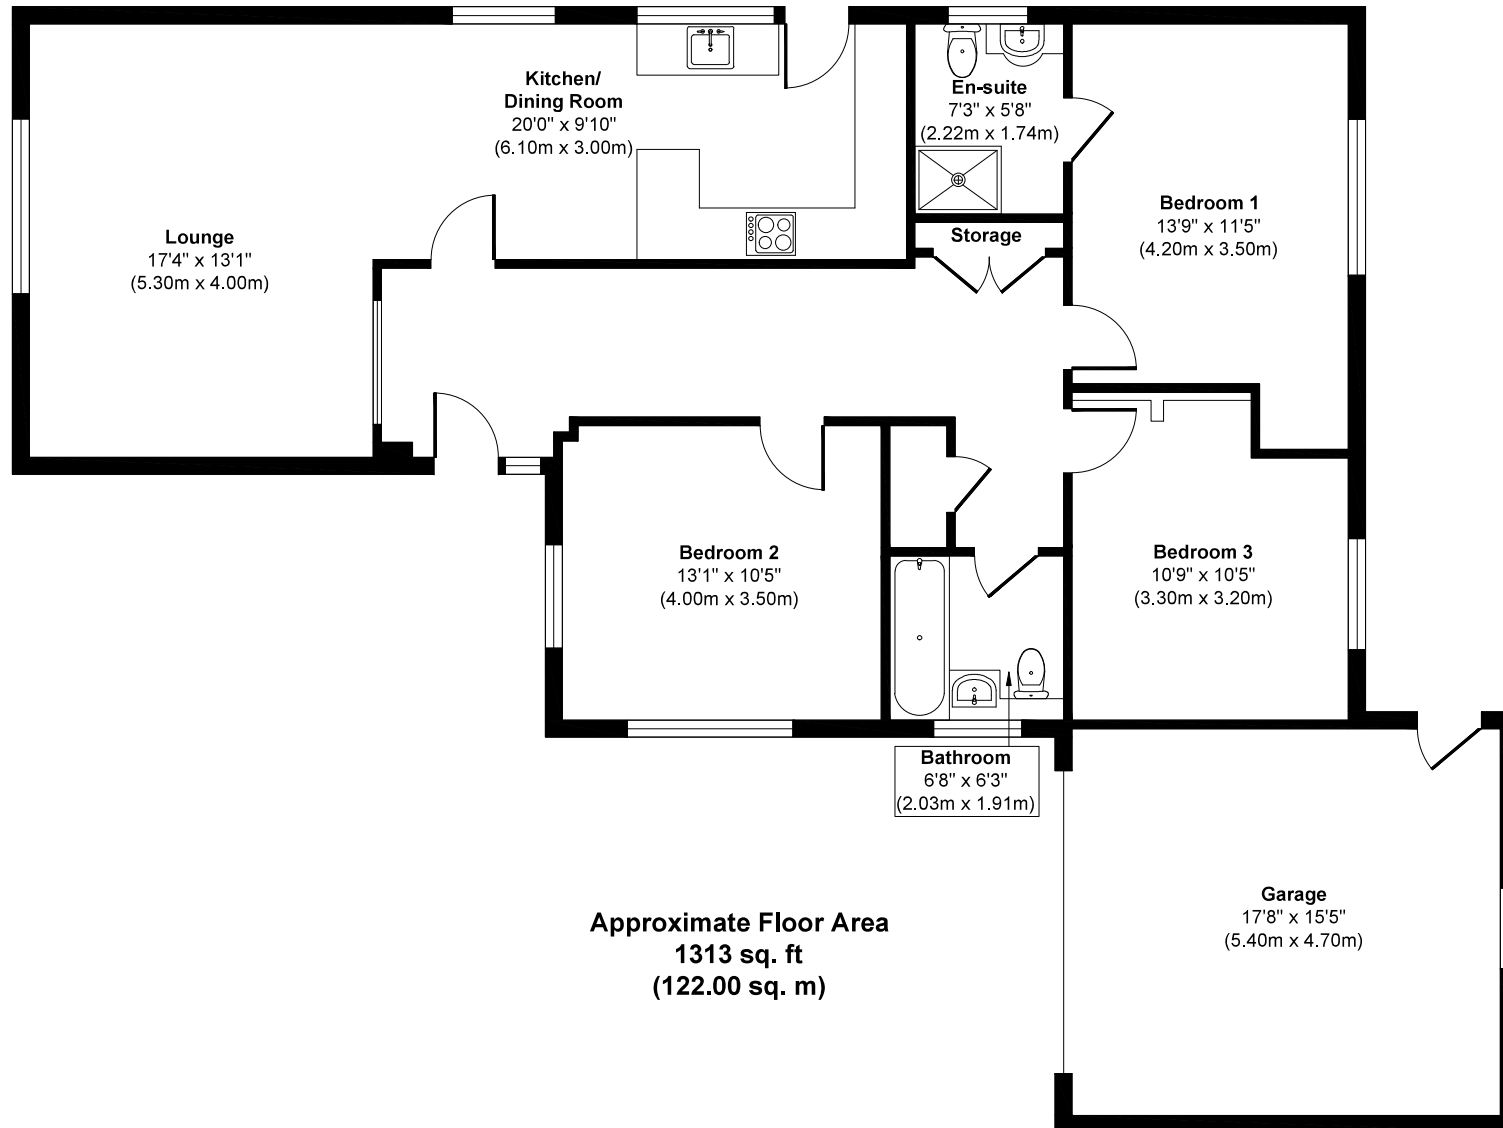 Kitchen/
Dining Room
20'0" x 9'10"
(6.10m x 3.00m)
En-suite
7'3" x 5'8"
(2.22m x 1.74m)
Bedroom 1
13'9" x 11'5"
(4.20m x 3.50m)
Lounge
17'4" x 13'1"
(5.30m x 4.00m)
Storage
Bedroom 2
13'1" x 10'5"
(4.00m x 3.50m)
Bedroom 3
10'9" x 10'5"
(3.30m x 3.20m)
Bathroom
6'8" x 6'3"
(2.03m x 1.91m)
Garage
17'8" x 15'5"
(5.40m x 4.70m)
Approximate Floor Area
1313 sq. ft
(122.00 sq. m)